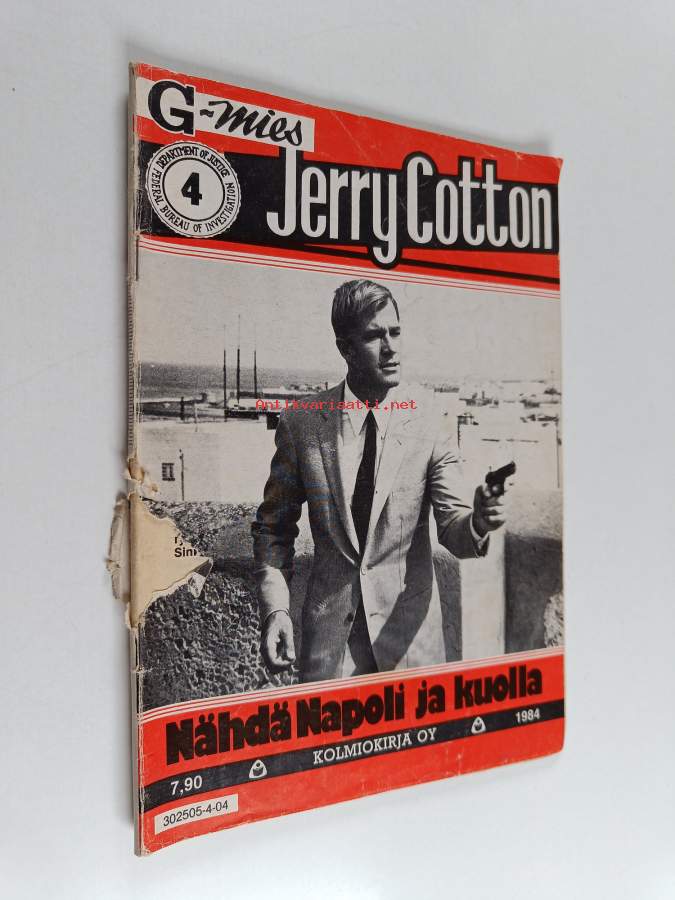 G-mies
Jerry Cotton
DEPARTMENT OF JUSTICE
FEDERAL BUREAU OF INVESTIGATION
4
Antikvariaatti.net
Nähdä Napoli ja kuolla
7,90 KOLMIOKIRJA OY 1984
302505-4-04